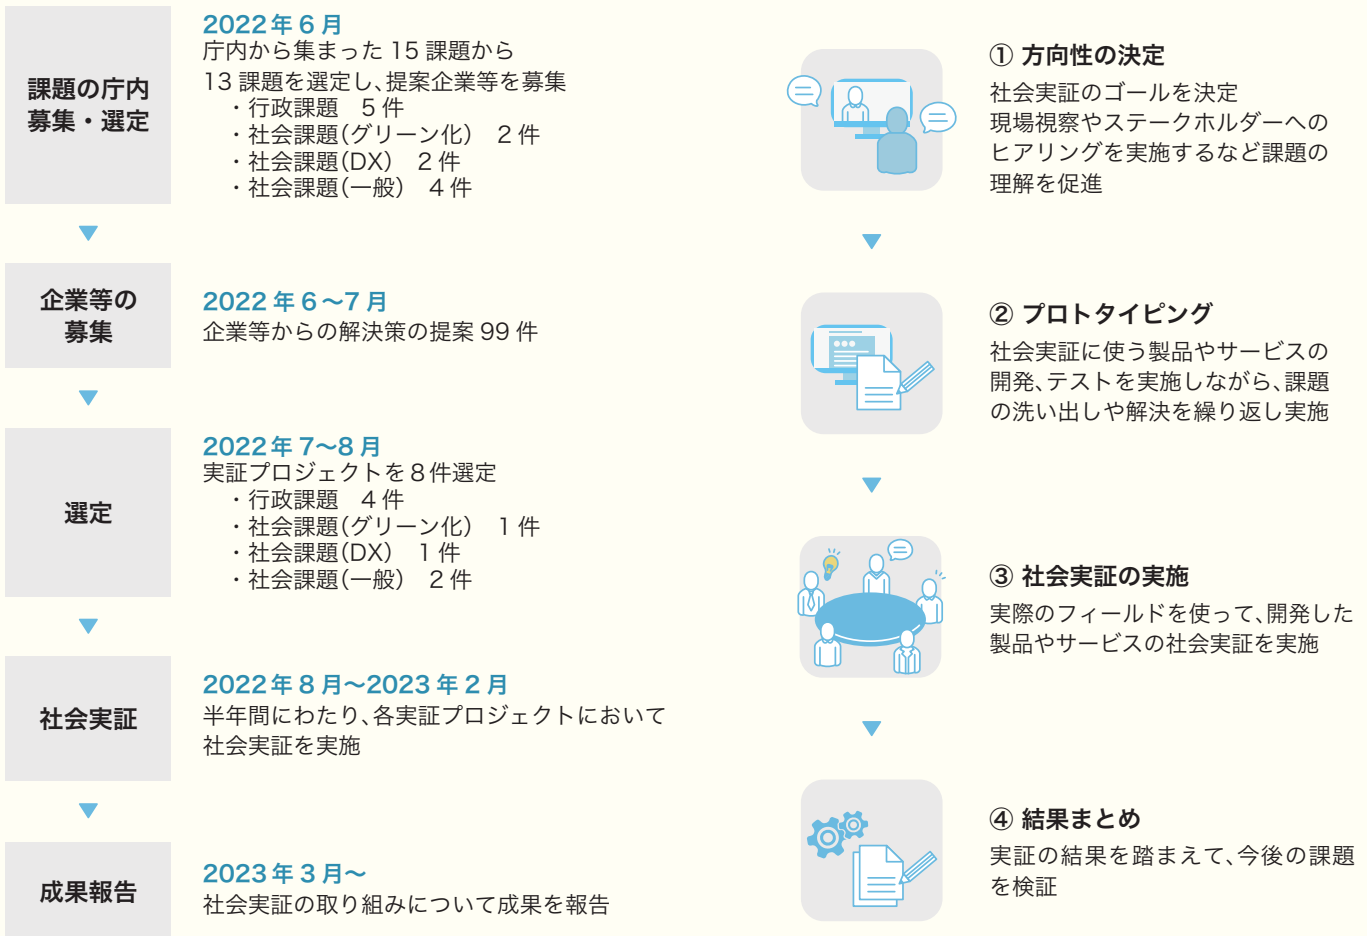 課題の庁内
募集・選定
2022年6月
庁内から集まった 15 課題から
13 課題を選定し、提案企業等を募集
・行政課題　5 件
・社会課題（グリーン化）　2 件
・社会課題（DX）　2 件
・社会課題（一般）　4 件
企業等の
募集
2022 年 6～7 月
企業等からの解決策の提案 99 件
選定
2022年 7～8 月
実証プロジェクトを８件選定
・行政課題　4 件
・社会課題（グリーン化）　1 件
・社会課題（DX）　1 件
・社会課題（一般）　2 件
社会実証
2022年 8 月～2023 年 2 月
半年間にわたり、各実証プロジェクトにおいて
社会実証を実施
成果報告
2023年 3 月～
社会実証の取り組みについて成果を報告
① 方向性の決定
社会実証のゴールを決定
現場視察やステークホルダーへの
ヒアリングを実施するなど課題の
理解を促進
② プロトタイピング
社会実証に使う製品やサービスの
開発、テストを実施しながら、課題
の洗い出しや解決を繰り返し実施
③ 社会実証の実施
実際のフィールドを使って、開発した
製品やサービスの社会実証を実施
④ 結果まとめ
実証の結果を踏まえて、今後の課題
を検証